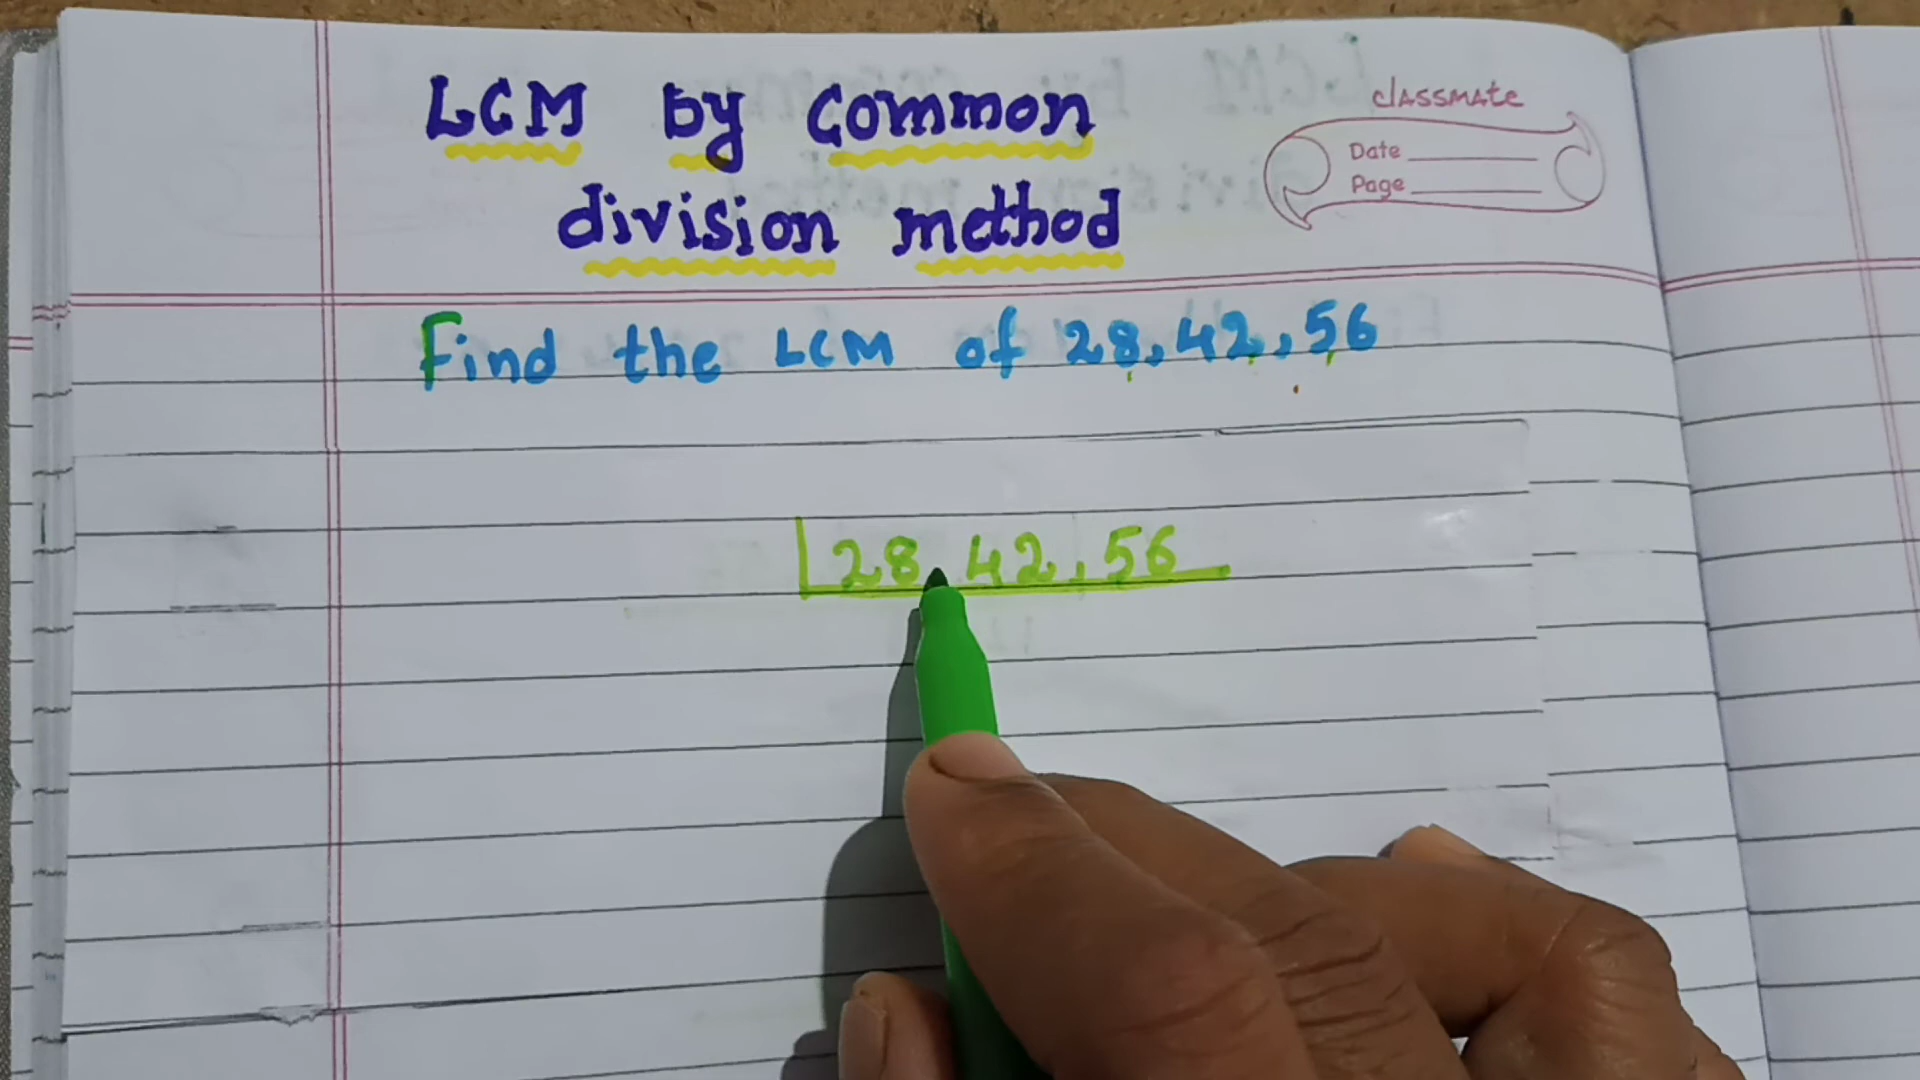 LCM by Common
division method
classmate
Date
Page
Find the LCM of 28, 42, 56
28 42, 56